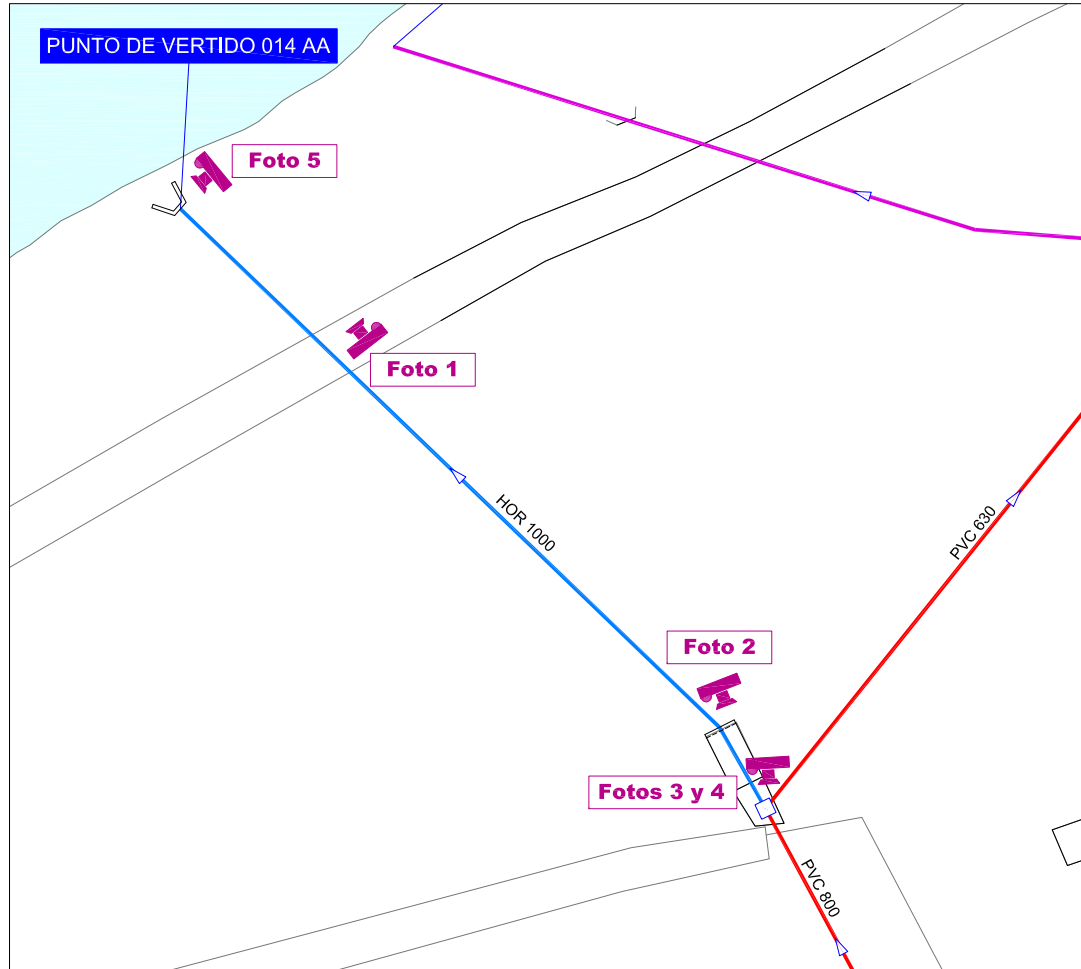 PUNTO DE VERTIDO 014 AA
Foto 5
Foto 1
HOR 1000
PVC 630
Foto 2
Fotos 3 y 4
PVC 800